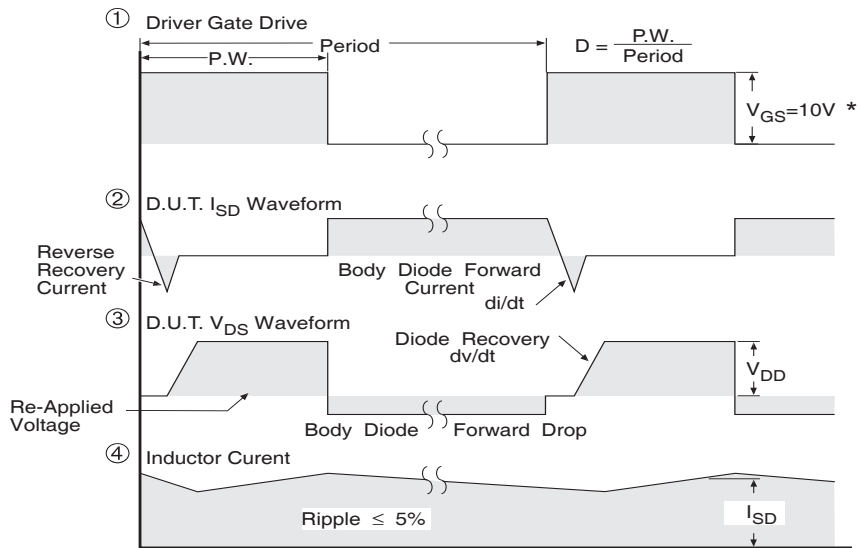 ① Driver Gate Drive
Period
P.W.
D = P.W.
Period
VGS=10V *
② D.U.T. ISD Waveform
Reverse
Recovery
Current
Body Diode Forward
Current
di/dt
③ D.U.T. VDS Waveform
Diode Recovery
dv/dt
VDD
Re-Applied
Voltage
Body Diode Forward Drop
④ Inductor Curent
Ripple ≤ 5%
ISD